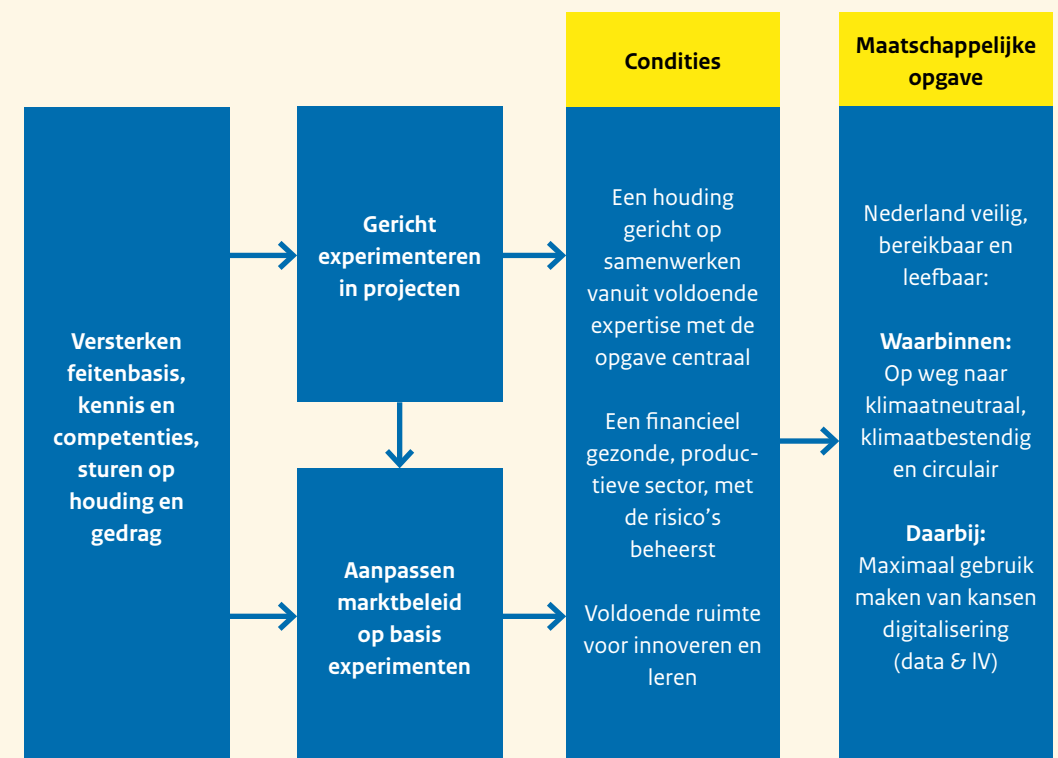 Versterken
feitenbasis,
kennis en
competenties,
sturen op
houding en
gedrag
Gericht
experimenteren
in projecten
Aanpassen
marktbeleid
op basis
experimenten
Condities
Een houding
gericht op
samenwerken
vanuit voldoende
expertise met de
opgave centraal
Een financieel
gezonde, produc-
tieve sector, met
de risico's
beheerst
Voldoende ruimte
voor innoveren en
leren
Maatschappelijke
opgave
Nederland veilig,
bereikbaar en
leefbaar:
Waarbinnen:
Op weg naar
klimaatneutraal,
klimaatbestendig
en circulair
Daarbij:
Maximaal gebruik
maken van kansen
digitalisering
(data & lV)